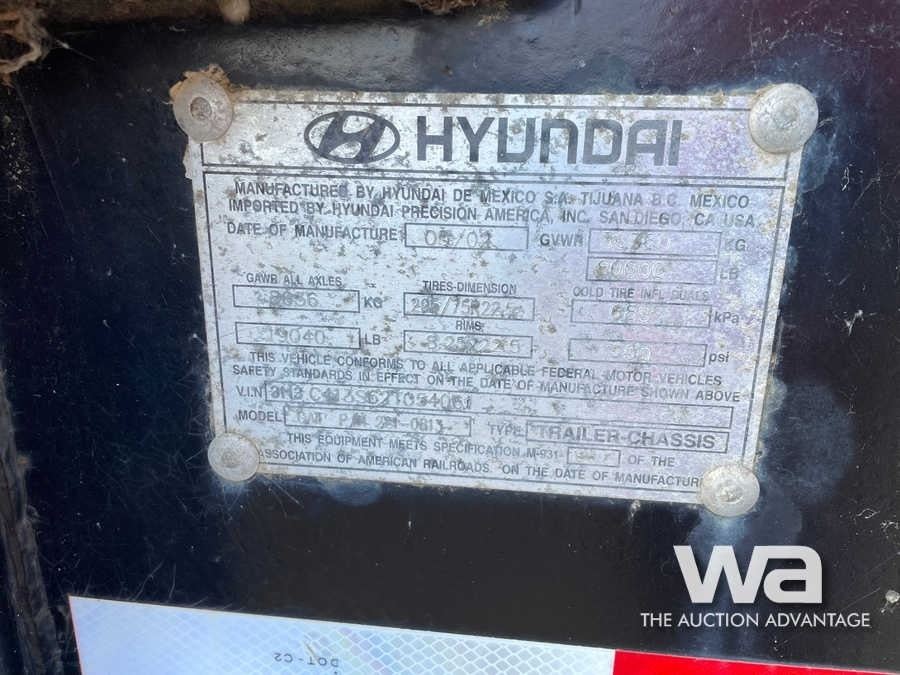 HYUNDAI
MANUFACTURED BY HYUNDAI DE MEXICO S.A. TIJUANA B.C. MEXICO
IMPORTED BY HYUNDAI PRECISION AMERICA, INC. SAN DIEGO, CA. USA.
DATE OF MANUFACTURE GVWR KG
LB
GAWR ALL AXLES TIRES-DIMENSION COLD TIRE INFL
KG kPa
RIMS
19040 LB psi
THIS VEHICLE CONFORMS TO ALL APPLICABLE FEDERAL MOTOR VEHICLES
SAFETY STANDARDS IN EFFECT ON THE DATE OF MANUFACTURE SHOWN ABOVE
V.I.N
MODEL TYPE TRAILER-CHASSIS
THIS EQUIPMENT MEETS SPECIFICATION M-931 OF THE
ASSOCIATION OF AMERICAN RAILROADS. ON THE DATE OF MANUFACTUR
wa
THE AUCTION ADVANTAGE
DOT-C2